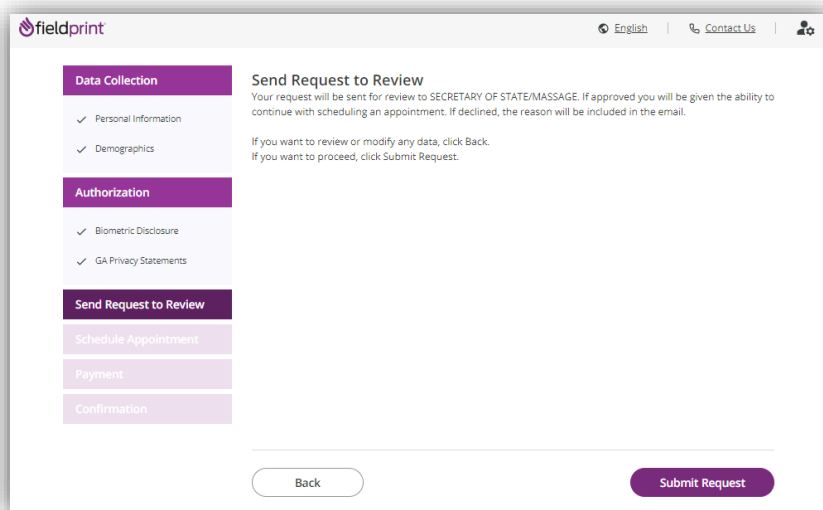 fieldprint
English
Contact Us
Data Collection
Personal Information
Demographics
Authorization
Biometric Disclosure
GA Privacy Statements
Send Request to Review
Schedule Appointment
Payment
Confirmation
Send Request to Review
Your request will be sent for review to SECRETARY OF STATE/MASSAGE. If approved you will be given the ability to
continue with scheduling an appointment. If declined, the reason will be included in the email.
If you want to review or modify any data, click Back.
If you want to proceed, click Submit Request.
Back
Submit Request